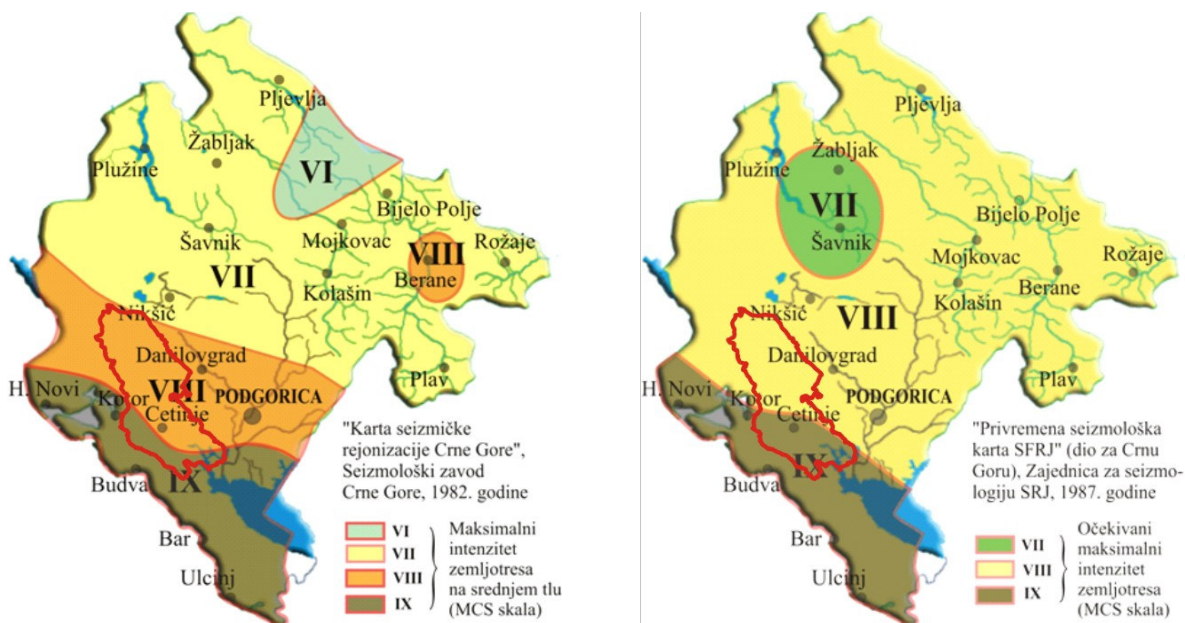 Pljevlja
Žabljak
Plužine
VI
Bijelo Polje
Šavnik
Mojkovac
VIII
Rožaje
VII
Berane
Kolašin
Nikšić
Danilovgrad
Plav
H. Novi
VIII
Kotor
PODGORICA
Cetinje
IX
Budva
Bar
Ulcinj
"Karta seizmičke
rejonizacije Crne Gore",
Seizmološki zavod
Crne Gore, 1982. godine
VI
VII
VIII
IX
Maksimalni
intenzitet
zemljotresa
na srednjem tlu
(MCS skala)
Pljevlja
Žabljak
Plužine
VII
Bijelo Polje
Šavnik
Mojkovac
Rožaje
Berane
Kolašin
Nikšić
VIII
Danilovgrad
Plav
H. Novi
Kotor
PODGORICA
Cetinje
IX
Budva
Bar
Ulcinj
"Privremena seizmološka
karta SFRJ" (dio za Crnu
Goru), Zajednica za seizmo-
logiju SRJ, 1987. godine
VII
VIII
IX
Očekivani
maksimalni
intenzitet
zemljotresa
(MCS skala)